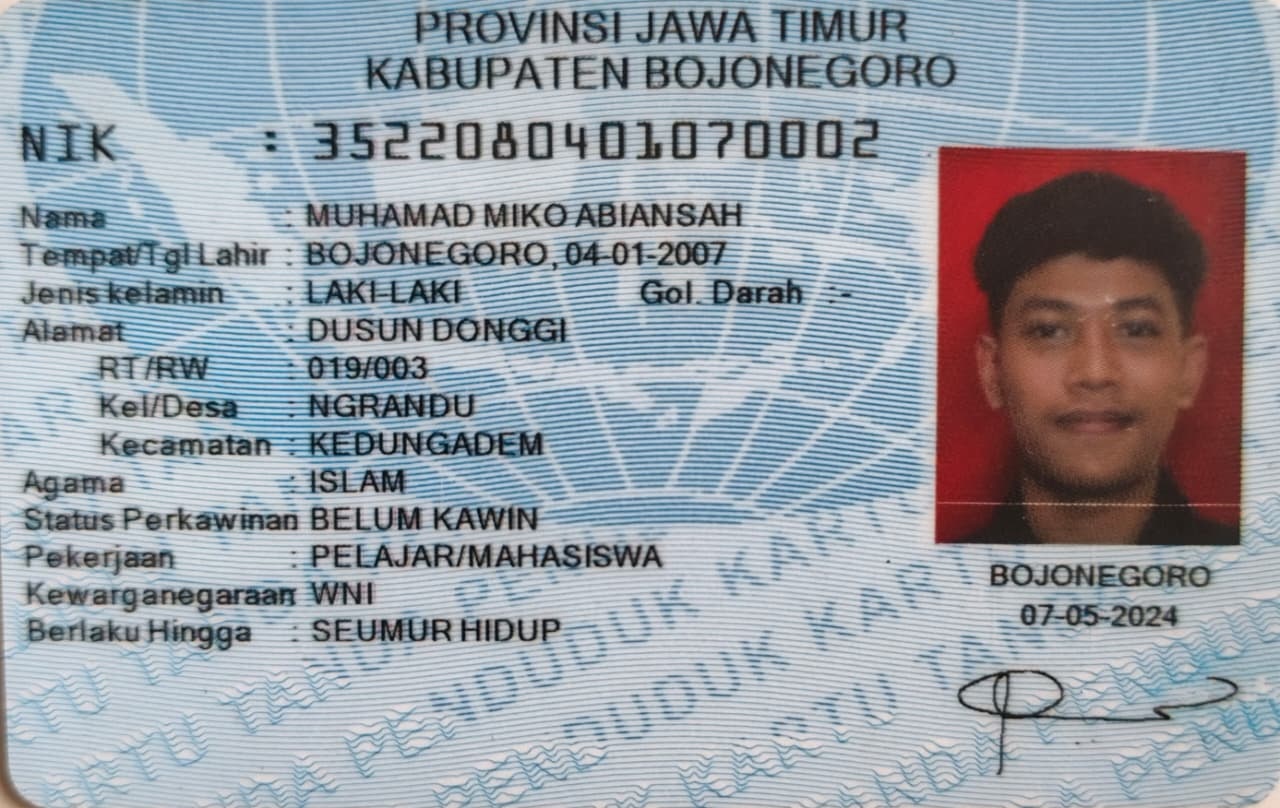 PROVINSI JAWA TIMUR
KABUPATEN BOJONEGORO
NIK : 3522080401070002
Nama : MUHAMAD MIKO ABIANSAH
Tempat/Tgl Lahir : BOJONEGORO, 04-01-2007
Jenis kelamin : LAKI-LAKI Gol. Darah :-
Alamat : DUSUN DONGGI
RT/RW : 019/003
Kel/Desa : NGRANDU
Kecamatan : KEDUNGADEM
Agama : ISLAM
Status Perkawinan BELUM KAWIN
Pekerjaan : PELAJAR/MAHASISWA
Kewarganegaraan WNI
Berlaku Hingga : SEUMUR HIDUP
BOJONEGORO
07-05-2024